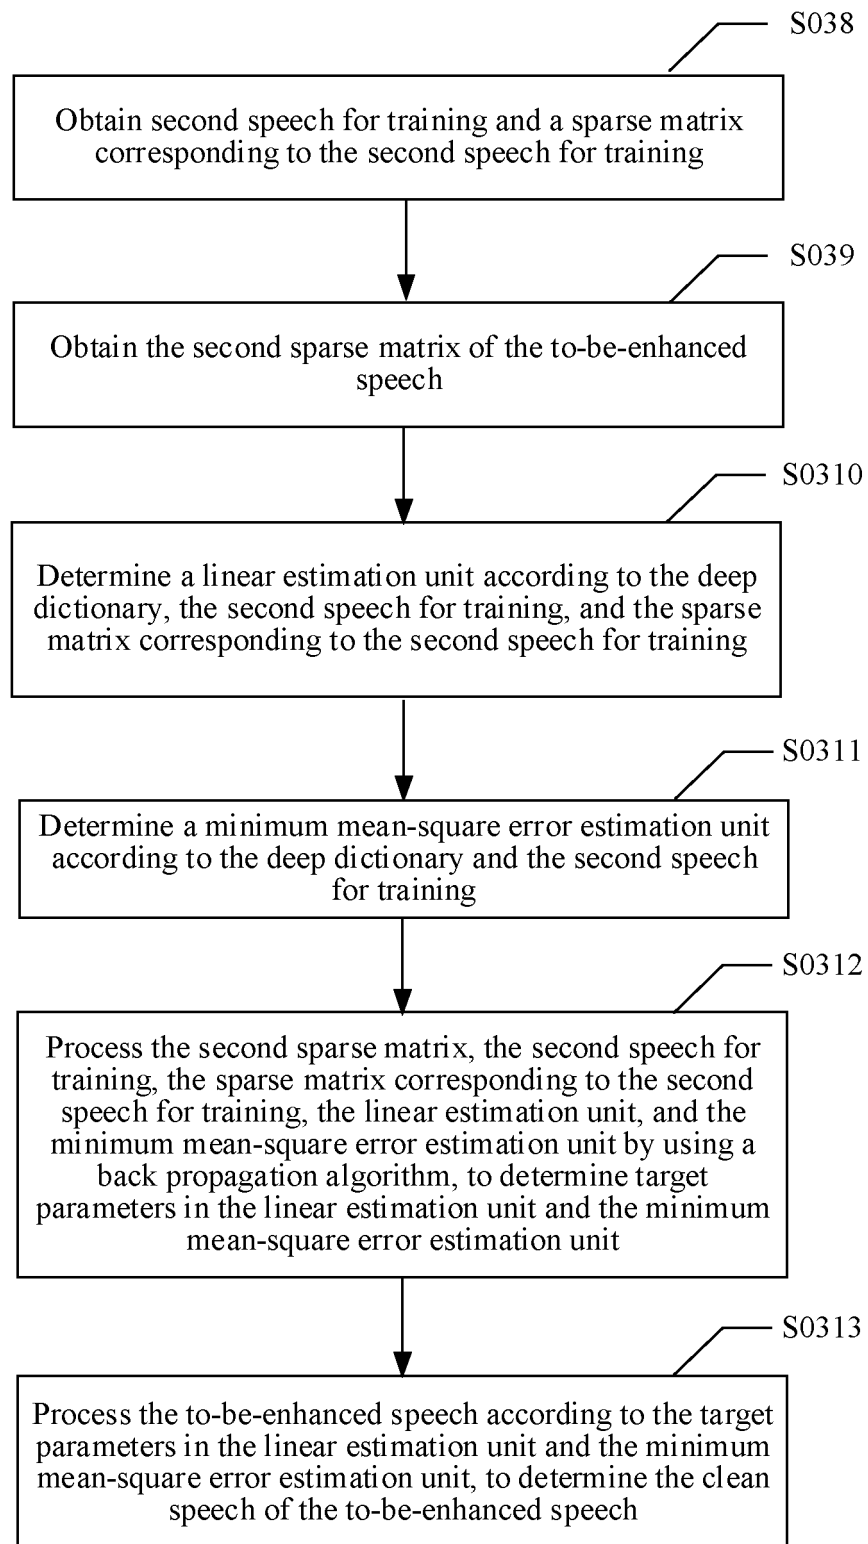 S038
Obtain second speech for training and a sparse matrix
corresponding to the second speech for training
S039
Obtain the second sparse matrix of the to-be-enhanced
speech
S0310
Determine a linear estimation unit according to the deep
dictionary, the second speech for training, and the sparse
matrix corresponding to the second speech for training
S0311
Determine a minimum mean-square error estimation unit
according to the deep dictionary and the second speech
for training
S0312
Process the second sparse matrix, the second speech for
training, the sparse matrix corresponding to the second
speech for training, the linear estimation unit, and the
minimum mean-square error estimation unit by using a
back propagation algorithm, to determine target
parameters in the linear estimation unit and the minimum
mean-square error estimation unit
S0313
Process the to-be-enhanced speech according to the target
parameters in the linear estimation unit and the minimum
mean-square error estimation unit, to determine the clean
speech of the to-be-enhanced speech